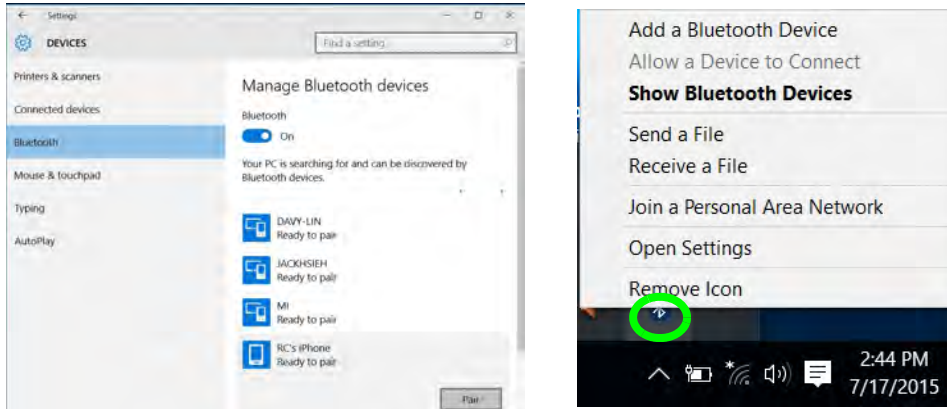 Settings
DEVICES
Find a setting
Printers & scanners
Connected devices
Bluetooth
Mouse & touchpad
Typing
AutoPlay
Manage Bluetooth devices
Bluetooth
On
Your PC is searching for and can be discovered by
Bluetooth devices.
DAVY-LIN
Ready to pair
JACKHSIEH
Ready to pair
MI
Ready to pair
RC's iPhone
Ready to pair
Pair
Add a Bluetooth Device
Allow a Device to Connect
Show Bluetooth Devices
Send a File
Receive a File
Join a Personal Area Network
Open Settings
Remove Icon
2:44 PM
7/17/2015